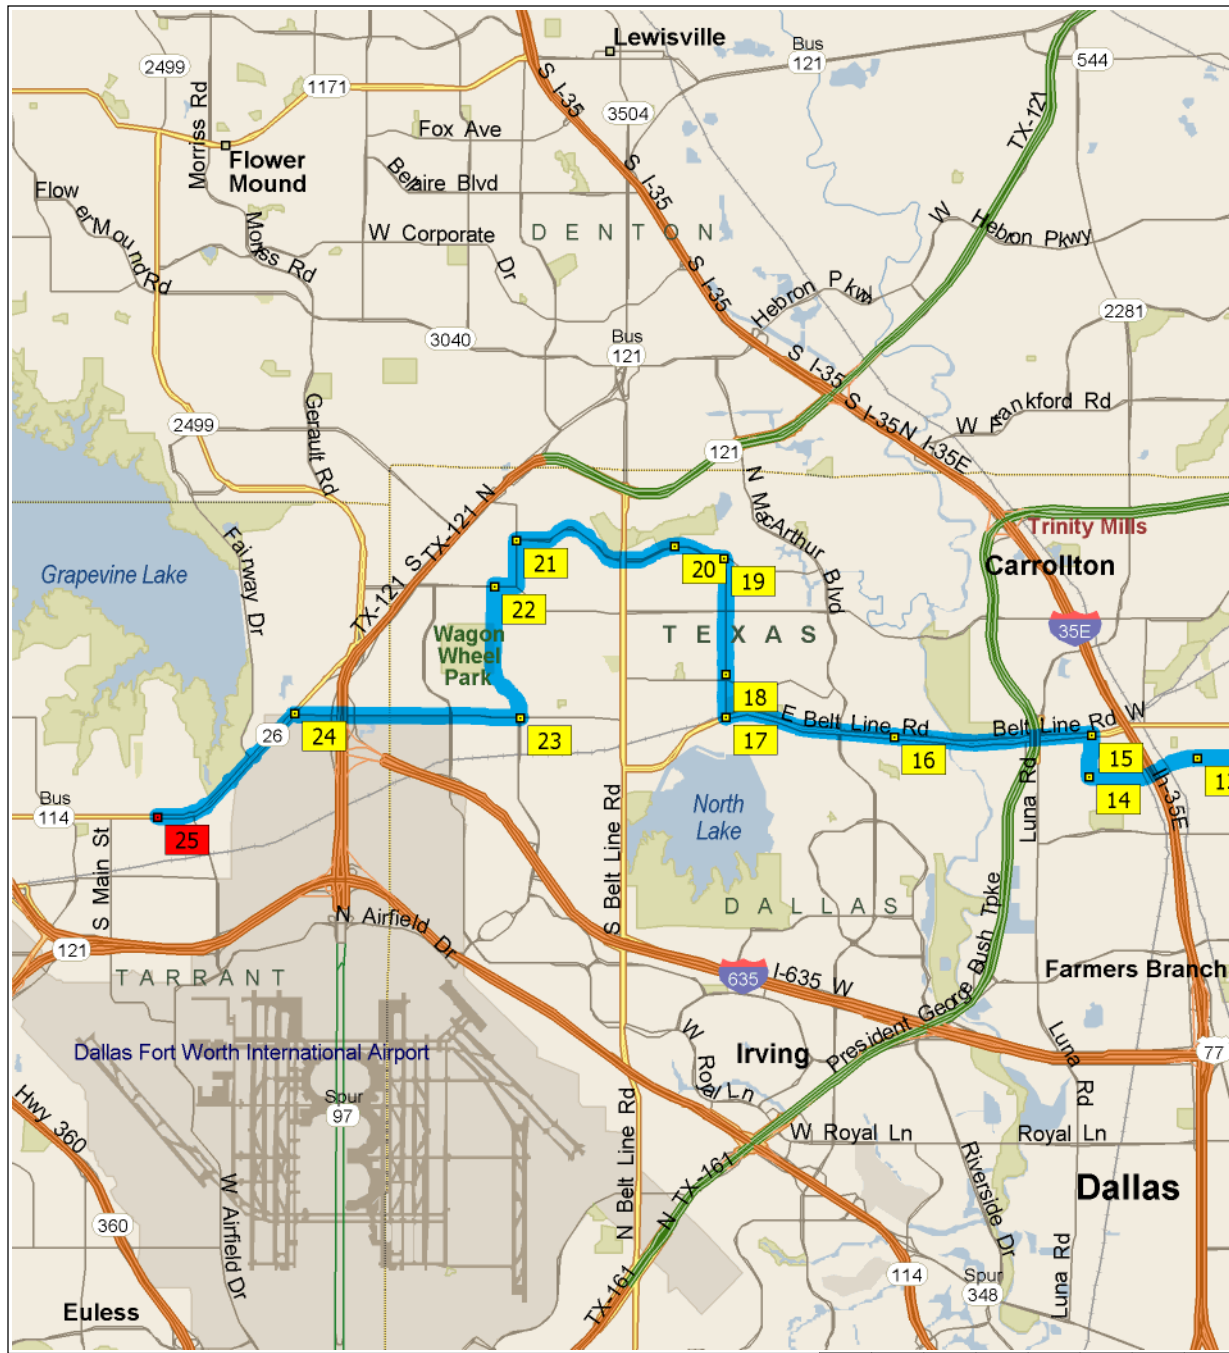 Lewisville
Bus
121
544
2499
1171
3504
S I-35
TX-121
Morriss Rd
Fox Ave
Flower
Mound
Bellaire Blvd
S I-35
Flower Mound Rd
Morriss Rd
W Corporate
Dr
DENTON
W Hebron Pkwy
S I-35
Hebron Pkwy
2281
3040
Bus
121
S I-35
W Frankford Rd
S I-35
N I-35E
2499
Gerault Rd
121
TX-121 N
TX-121 S
N MacArthur Blvd
Trinity Mills
Carrollton
Grapevine Lake
Fairway Dr
21
20
19
22
Wagon
Wheel
Park
TEXAS
35E
18
E Belt Line Rd
Belt Line Rd W
26
24
23
17
16
15
14
13
Bus
114
25
S Main St
North
Lake
S Belt Line Rd
Luna Rd
In-35E
DALLAS
N Airfield Dr
121
TARRANT
635
I-635 W
President George Bush Tpke
Farmers Branch
Dallas Fort Worth International Airport
W Royal Ln
Irving
Luna Rd
77
Spur
97
Hwy 360
N Belt Line Rd
W Royal Ln
Royal Ln
N TX-161
Riverside Dr
Dallas
360
W Airfield Dr
TX-161
114
Spur
348
Luna Rd
Euless